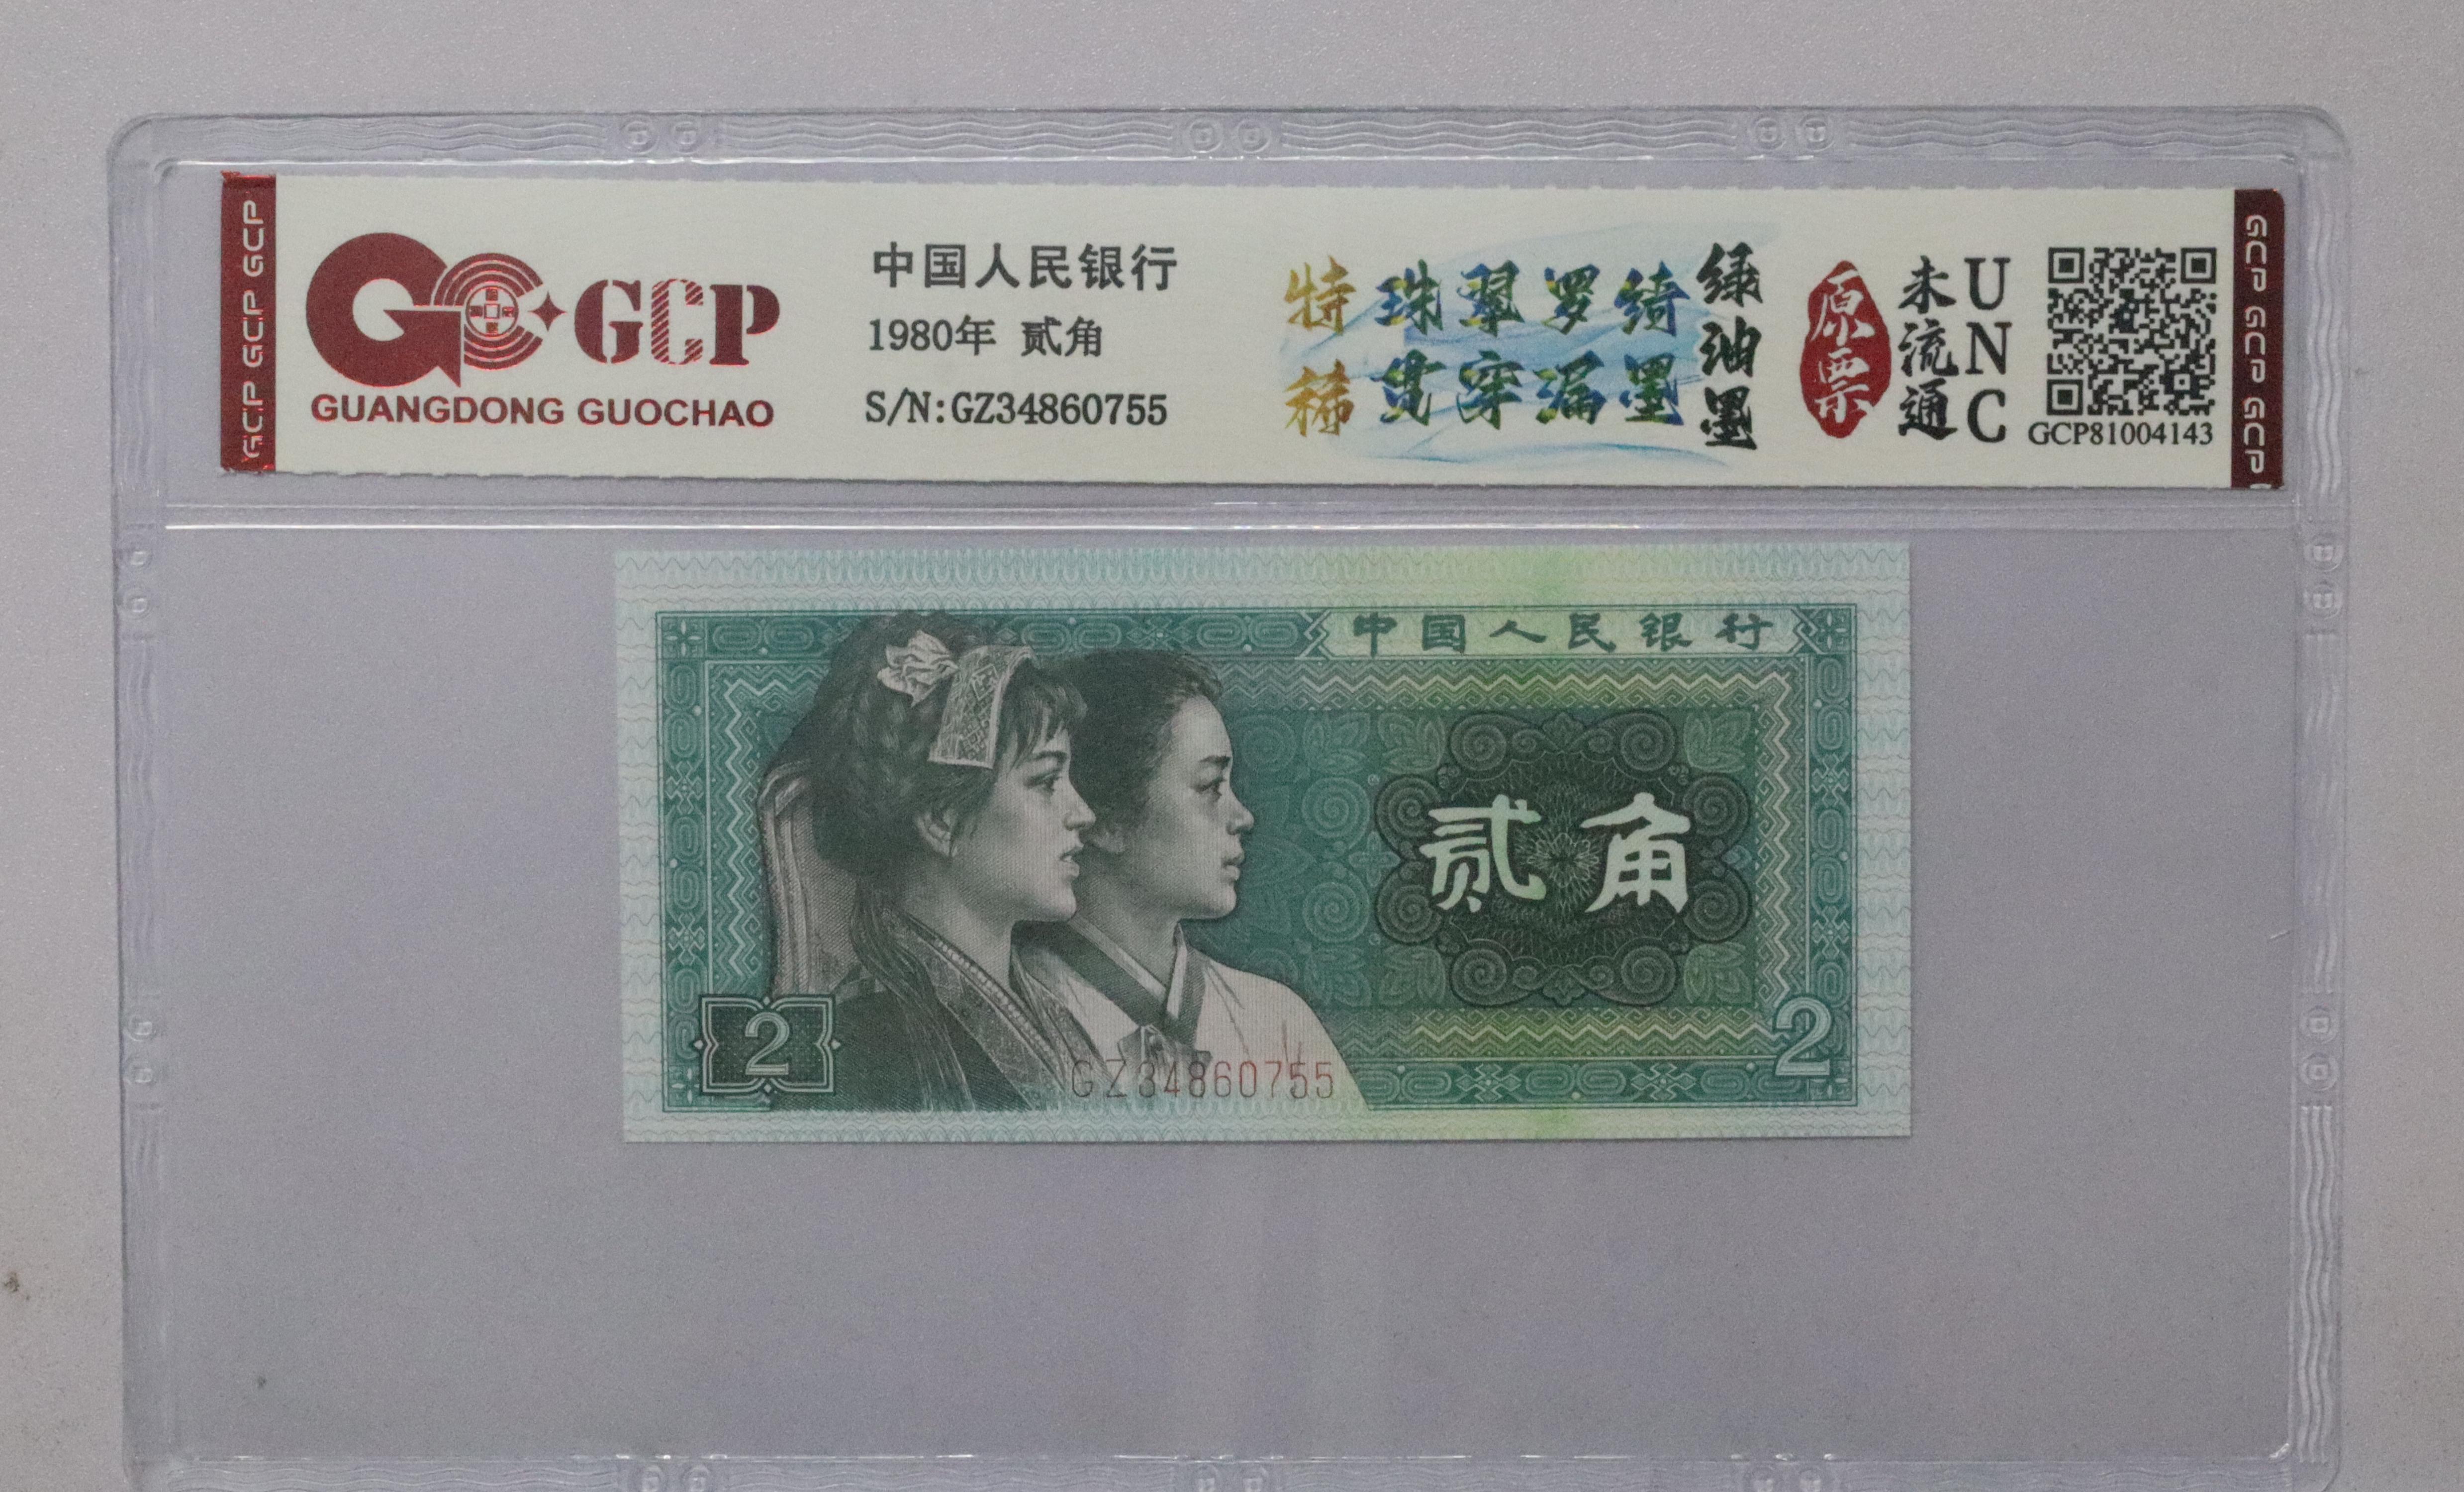 GCP GCP GCP
GCP
GUANGDONG GUOCHAO
中国人民银行
1980年 贰角
S/N:GZ34860755
特稀
珠翠罗绮
贯穿漏墨
绿油墨
原票
未流通
UNC
GCP81004143
GCP GCP GCP
中国人民银行
贰角
2
2
GZ34860755